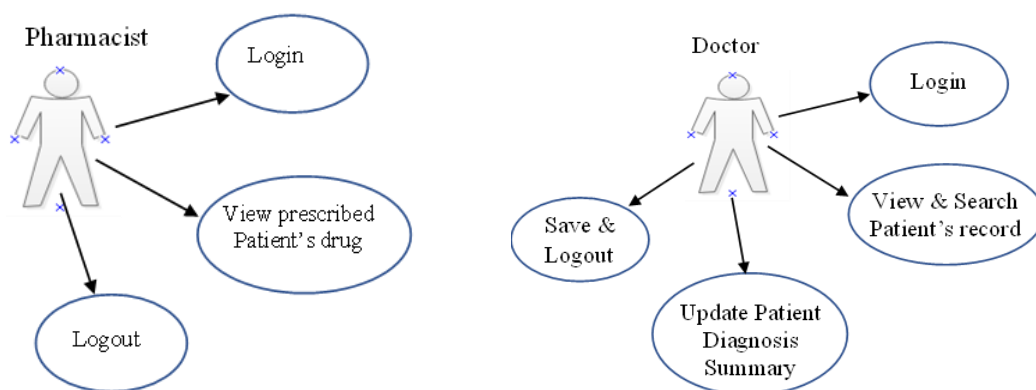 Pharmacist
Login
View prescribed
Patient's drug
Logout
Doctor
Login
View & Search
Patient's record
Save &
Logout
Update Patient
Diagnosis
Summary